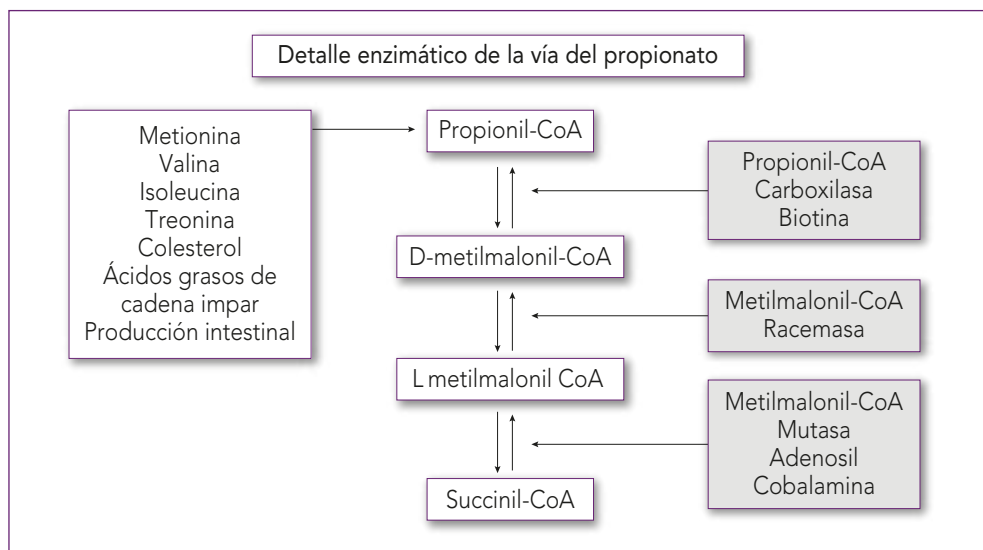 Detalle enzimático de la vía del propionato
Metionina
Valina
Isoleucina
Treonina
Colesterol
Ácidos grasos de
cadena impar
Producción intestinal
Propionil-CoA
Propionil-CoA
Carboxilasa
Biotina
D-metilmalonil-CoA
Metilmalonil-CoA
Racemasa
L metilmalonil CoA
Metilmalonil-CoA
Mutasa
Adenosil
Cobalamina
Succinil-CoA